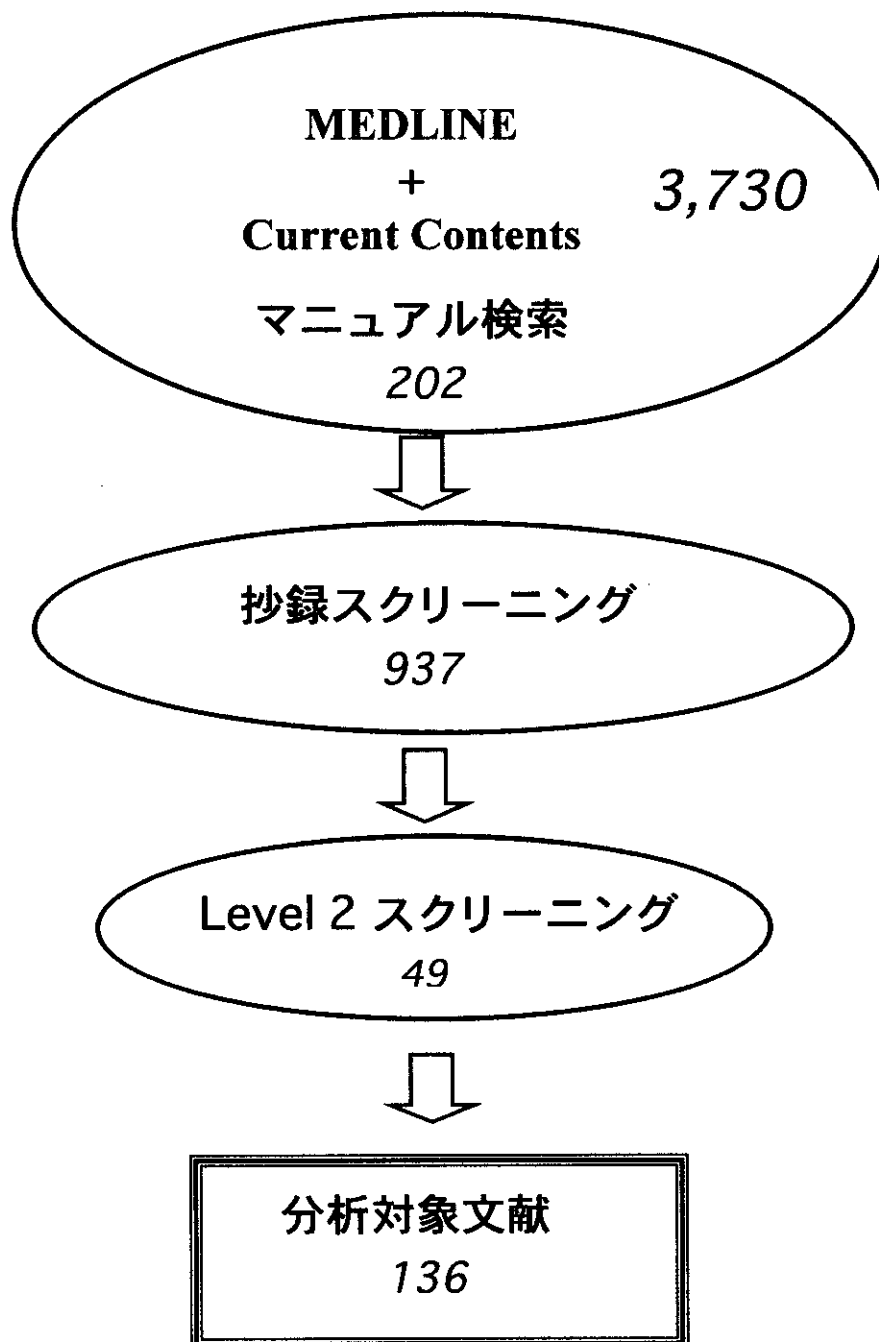 MEDLINE
+
Current Contents
3,730
マニュアル検索
202
抄録スクリーニング
937
Level 2 スクリーニング
49
分析対象文献
136